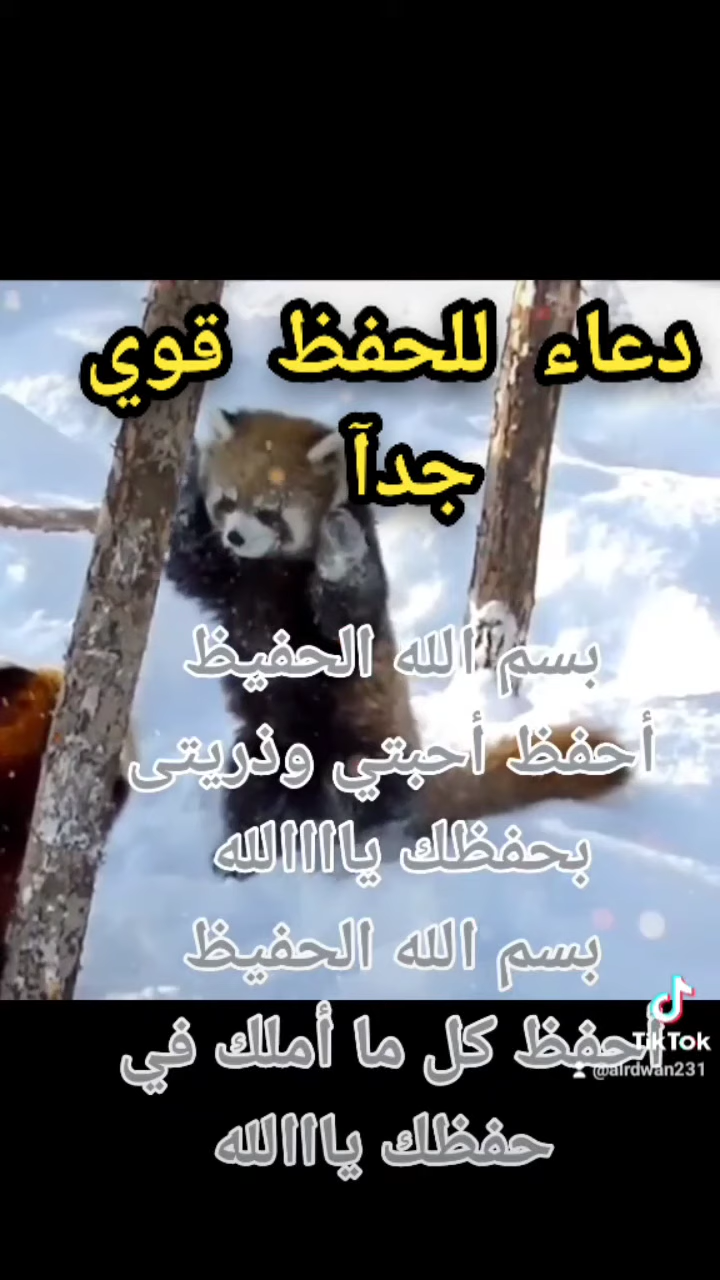 دعاء للحفظ قوي
جدآ
بسم الله الحفيظ
أحفظ أحبتي وذريتى
بحفظك ياااالله
بسم الله الحفيظ
أحفظ كل ما أملك في
حفظك يااالله
TikTok
@alrdwan231